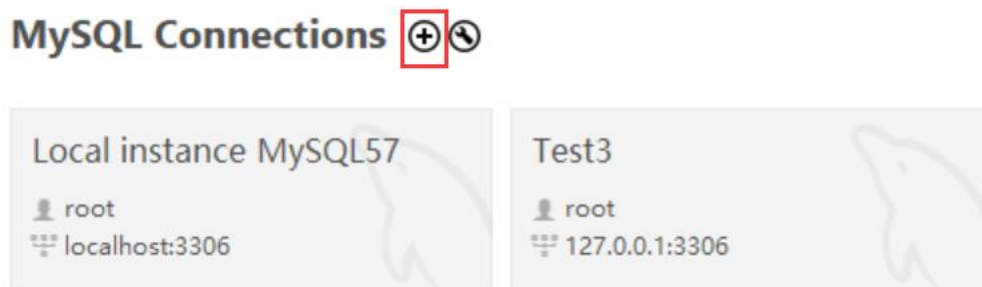 MySQL Connections
Local instance MySQL57
root
localhost:3306
Test3
root
127.0.0.1:3306